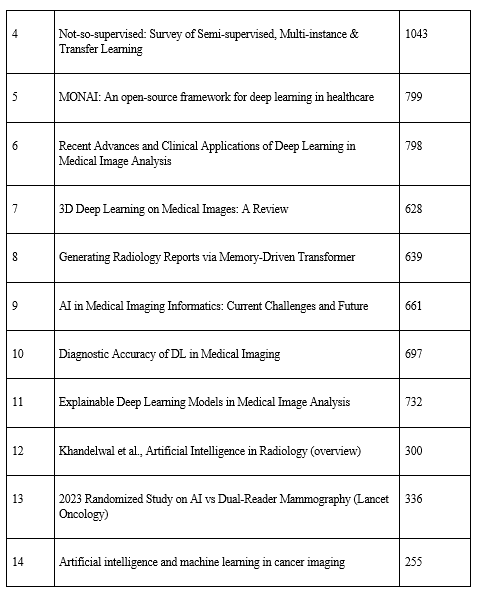 4 Not-so-supervised: Survey of Semi-supervised, Multi-instance & 1043
Transfer Learning
5 MONAI: An open-source framework for deep learning in healthcare 799
6 Recent Advances and Clinical Applications of Deep Learning in 798
Medical Image Analysis
7 3D Deep Learning on Medical Images: A Review 628
8 Generating Radiology Reports via Memory-Driven Transformer 639
9 AI in Medical Imaging Informatics: Current Challenges and Future 661
10 Diagnostic Accuracy of DL in Medical Imaging 697
11 Explainable Deep Learning Models in Medical Image Analysis 732
12 Khandelwal et al., Artificial Intelligence in Radiology (overview) 300
13 2023 Randomized Study on AI vs Dual-Reader Mammography (Lancet 336
Oncology)
14 Artificial intelligence and machine learning in cancer imaging 255